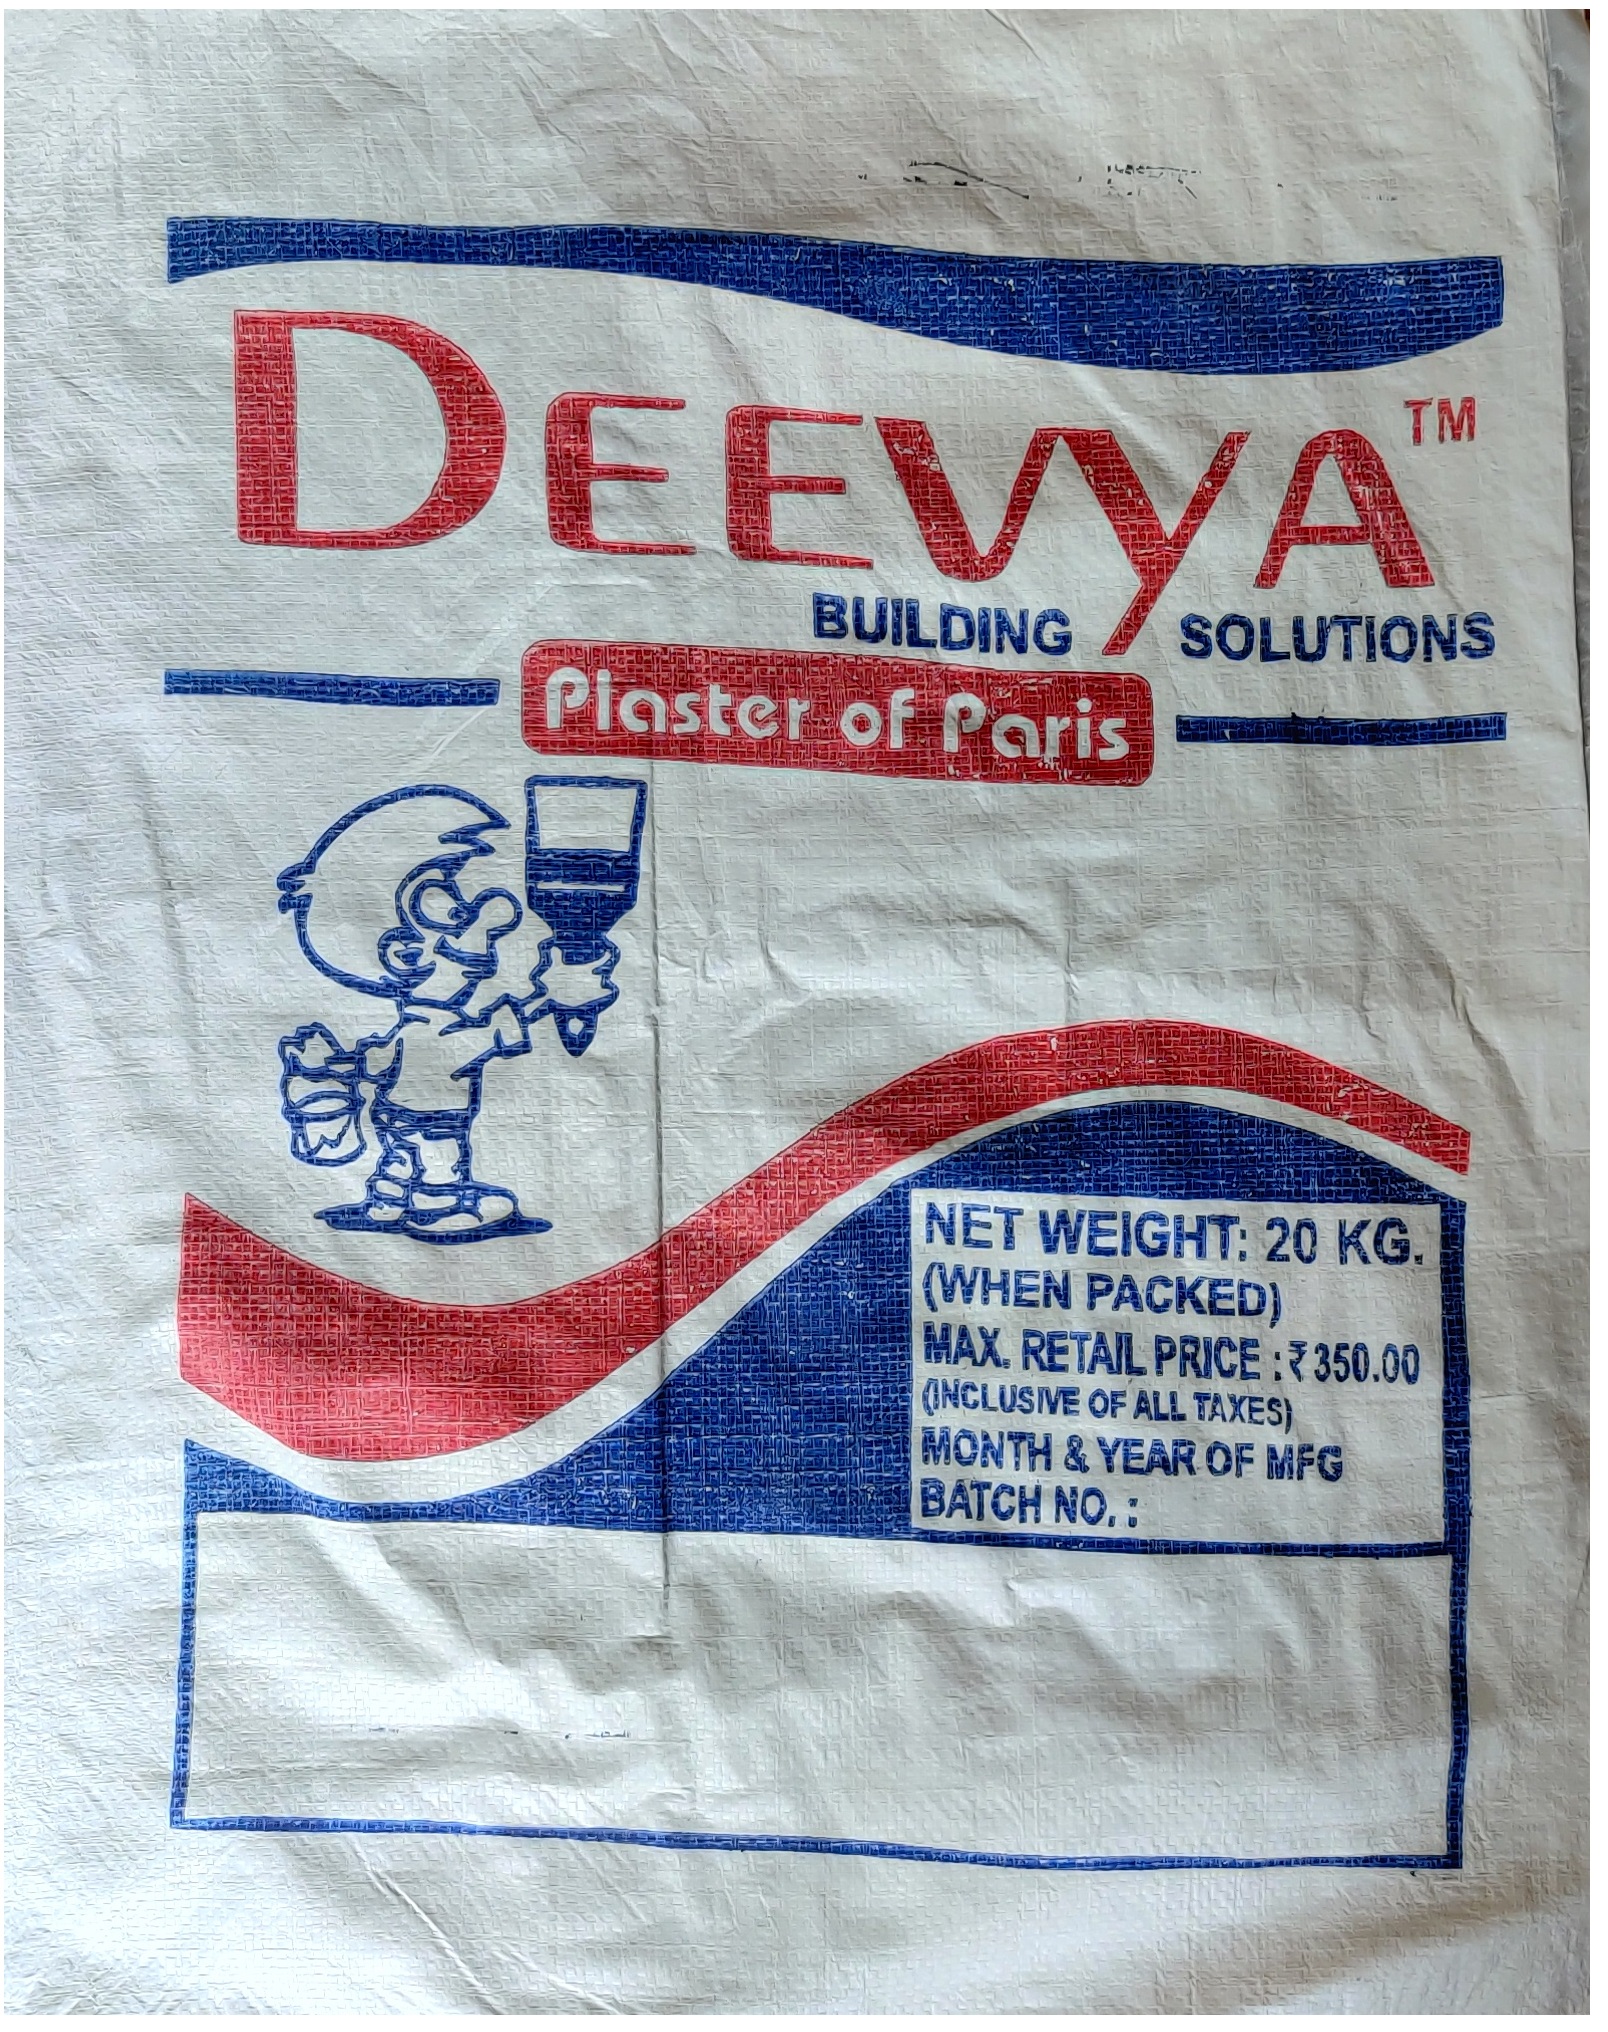 DEEVYA™
BUILDING SOLUTIONS
Plaster of Paris
NET WEIGHT: 20 KG.
(WHEN PACKED)
MAX. RETAIL PRICE : ₹ 350.00
(INCLUSIVE OF ALL TAXES)
MONTH & YEAR OF MFG
BATCH NO. :